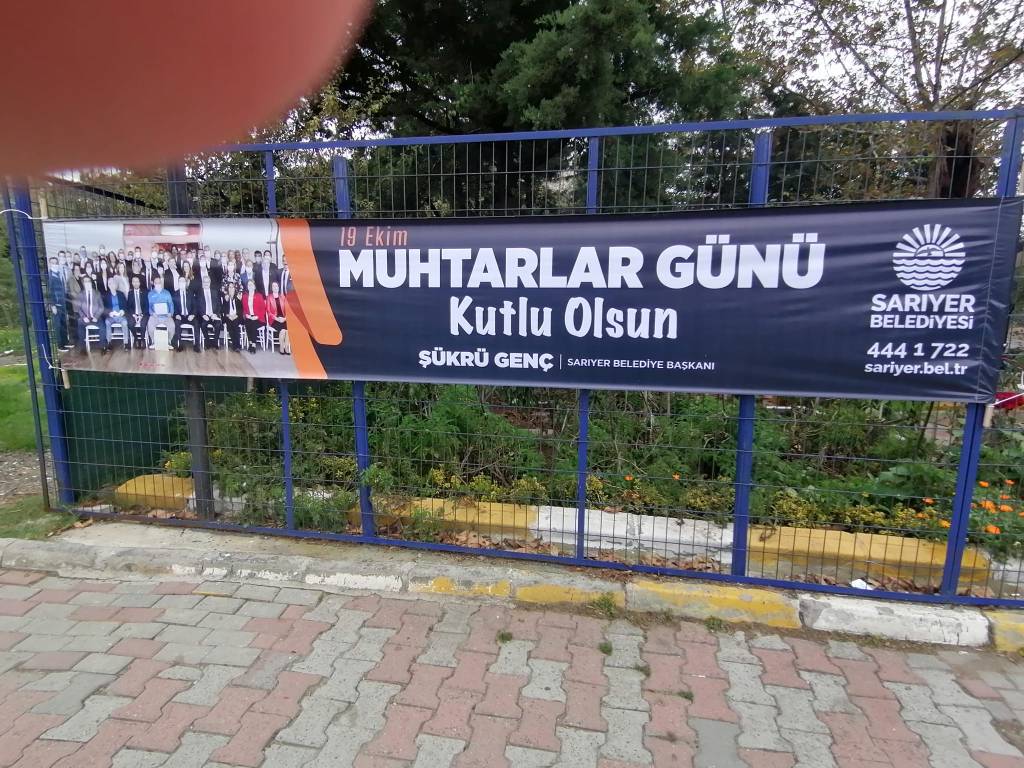 19 Ekim
MUHTARLAR GÜNÜ
Kutlu Olsun
ŞÜKRÜ GENÇ | SARIYER BELEDİYE BAŞKANI
SARIYER
BELEDİYESİ
444 1 722
sariyer.bel.tr